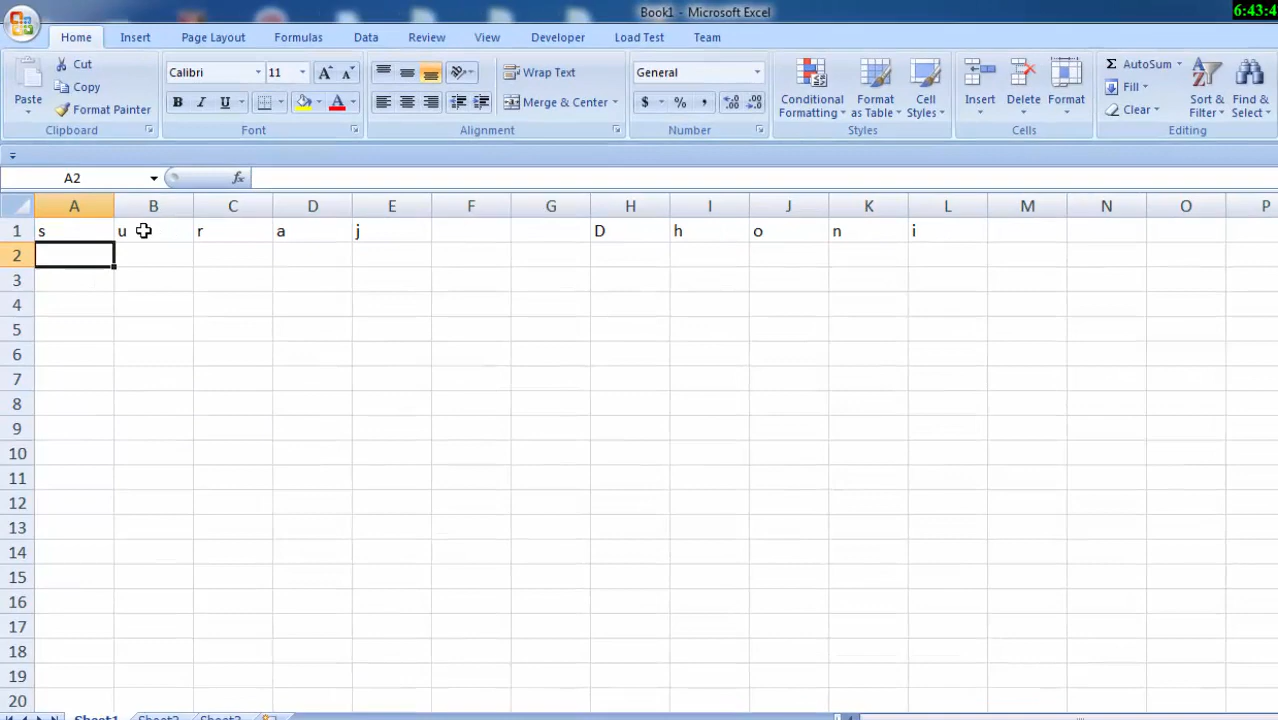 Book1 - Microsoft Excel
6:43:4
Home Insert Page Layout Formulas Data Review View Developer Load Test Team
Paste
Cut
Copy
Format Painter
Clipboard
Calibri 11 A A
B I U A
Font
Wrap Text
Merge & Center
Alignment
General
$ % ,
Number
Conditional Formatting
Format as Table
Cell Styles
Styles
Insert Delete Format
Cells
Σ AutoSum
Fill
Clear
Sort & Filter
Find & Select
Editing
A2 fx
A B C D E F G H I J K L M N O P
1 s u r a j D h o n i
2
3
4
5
6
7
8
9
10
11
12
13
14
15
16
17
18
19
20
Sheet1 Sheet2 Sheet3